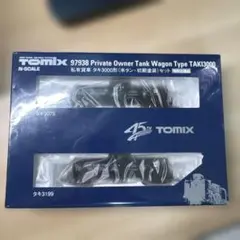 TOMIX 97938 Private Owner Tank Wagon Type TAKI3000
N-SCALE 私有貨車 タキ3000形(米タン・初期塗装)セット
45th TOMIX
タキ3199